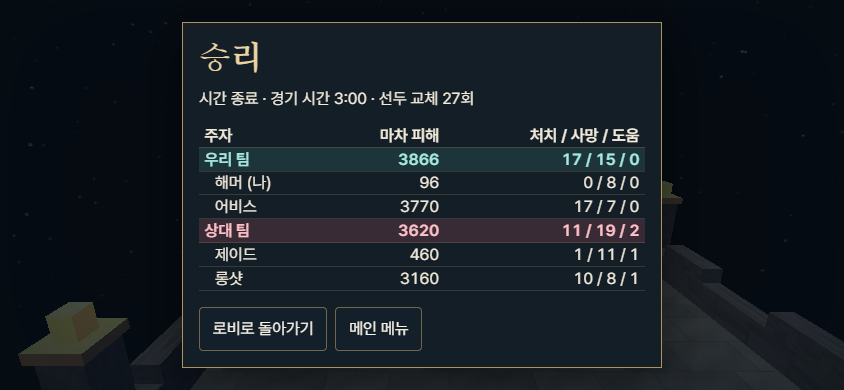 승리
시간 종료 · 경기 시간 3:00 · 선두 교체 27회
주자 마차 피해 처치 / 사망 / 도움
우리 팀 3866 17 / 15 / 0
해머 (나) 96 0 / 8 / 0
어비스 3770 17 / 7 / 0
상대 팀 3620 11 / 19 / 2
제이드 460 1 / 11 / 1
롱샷 3160 10 / 8 / 1
로비로 돌아가기 메인 메뉴